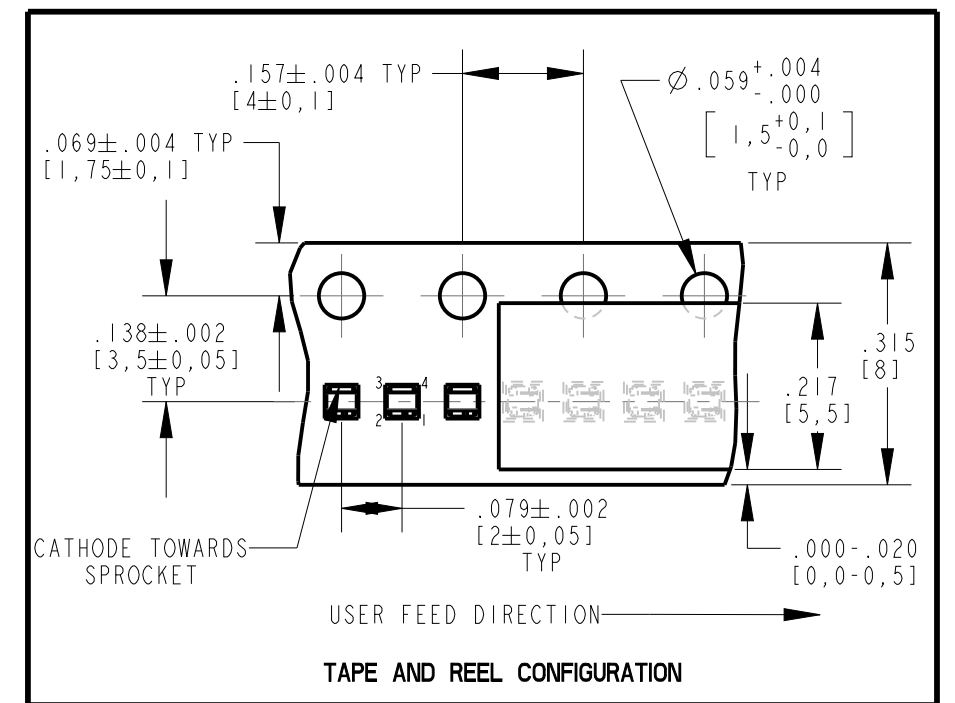 .157±.004 TYP
[4±0,1]
Ø.059+.004
-.000
[1,5+0,1
-0,0]
TYP
.069±.004 TYP
[1,75±0,1]
.138±.002
[3,5±0,05]
TYP
.315
[8]
.217
[5,5]
3 4
2 1
.079±.002
[2±0,05]
TYP
CATHODE TOWARDS
SPROCKET
.000-.020
[0,0-0,5]
USER FEED DIRECTION
TAPE AND REEL CONFIGURATION